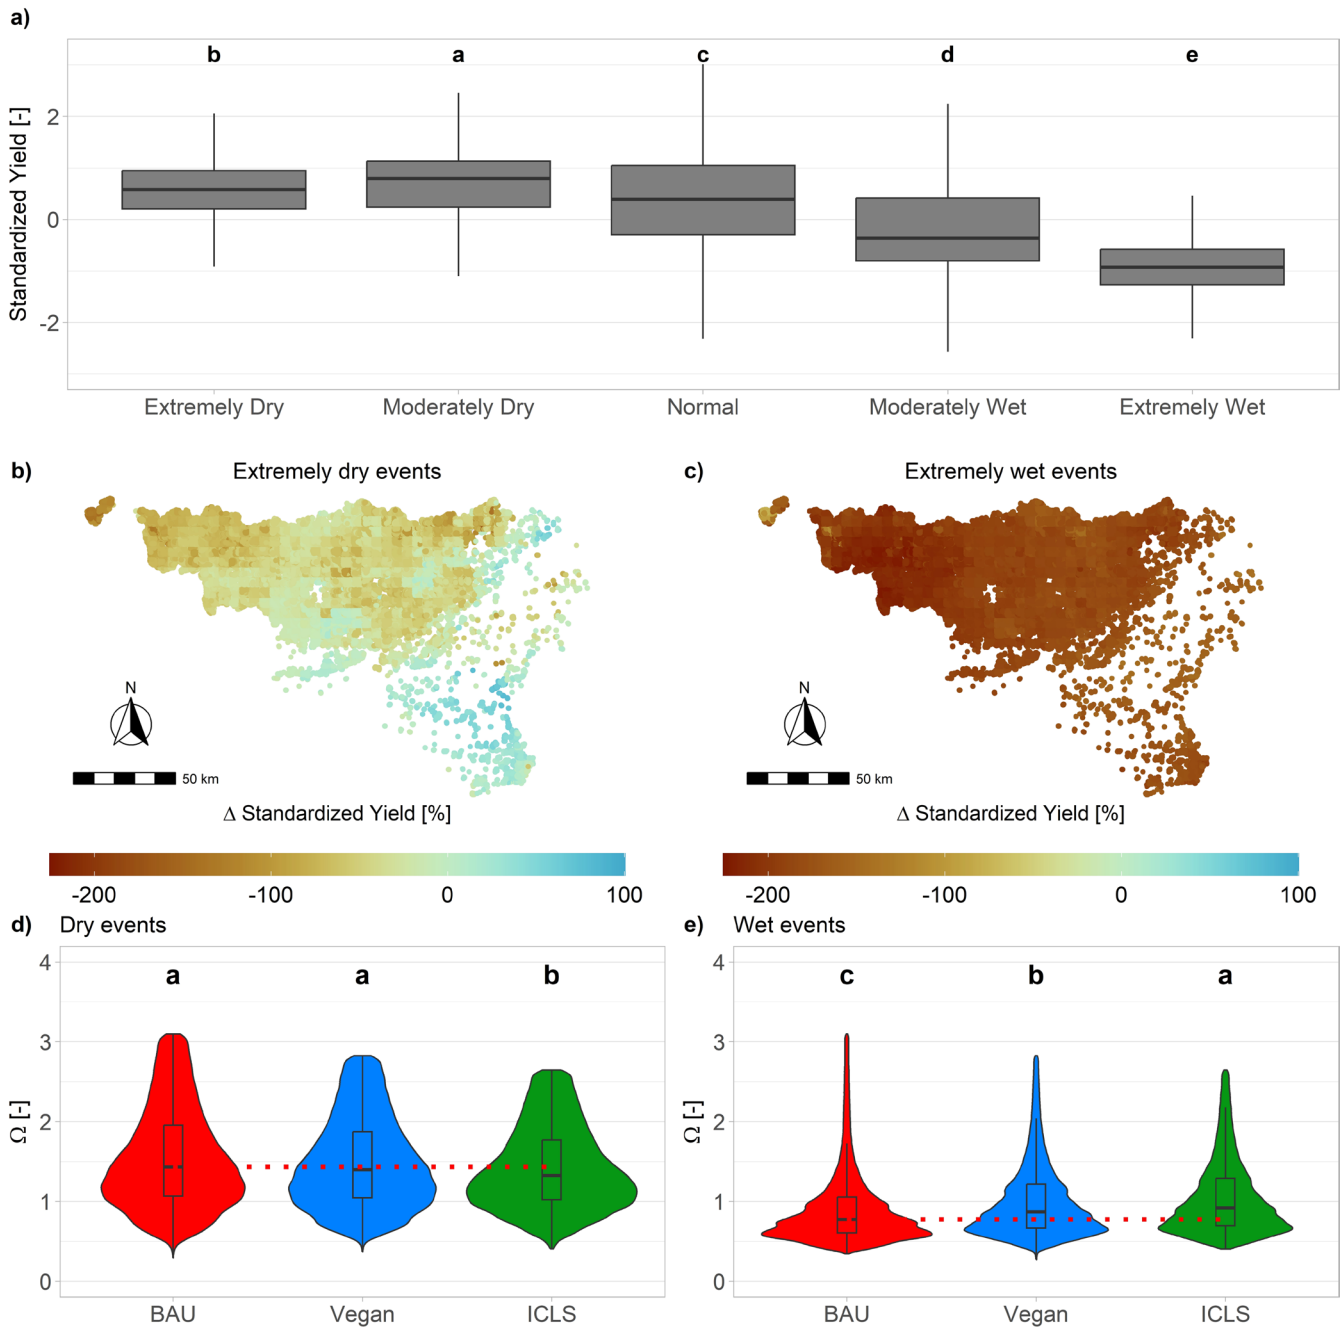 a)
b a c d e
Standardized Yield [-]
2
0
-2
Extremely Dry Moderately Dry Normal Moderately Wet Extremely Wet
b) Extremely dry events
N
50 km
Δ Standardized Yield [%]
-200 -100 0 100
c) Extremely wet events
N
50 km
Δ Standardized Yield [%]
-200 -100 0 100
d) Dry events
a a b
Ω [-]
4
3
2
1
0
BAU Vegan ICLS
e) Wet events
c b a
Ω [-]
4
3
2
1
0
BAU Vegan ICLS